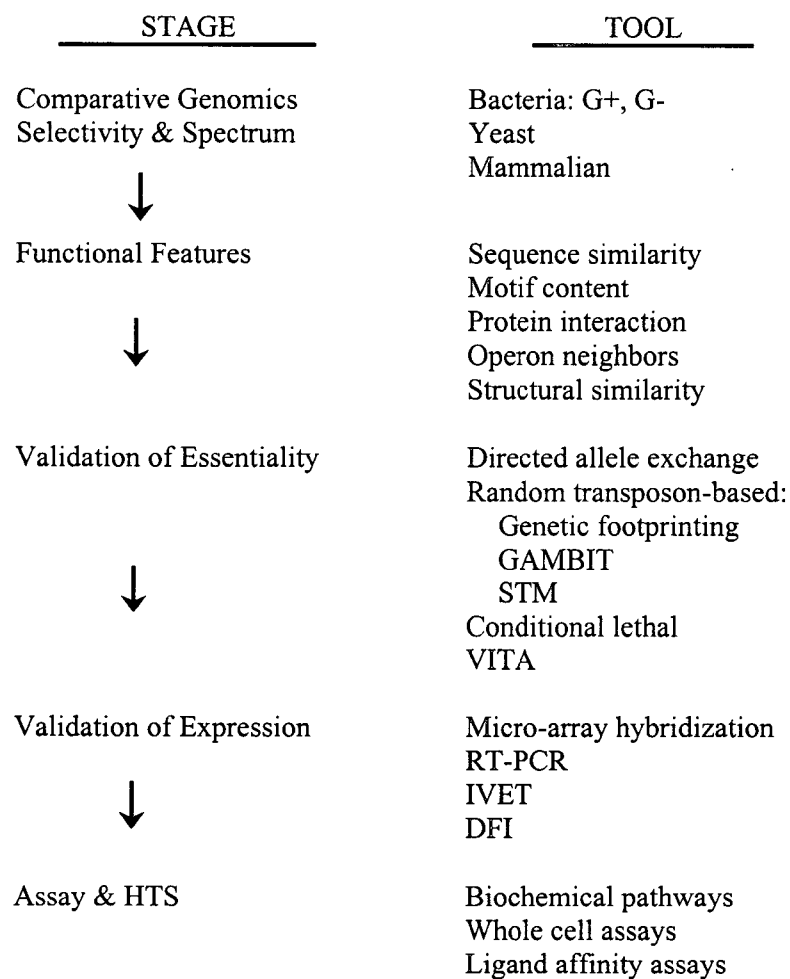 STAGE
TOOL
Comparative Genomics
Selectivity & Spectrum
Bacteria: G+, G-
Yeast
Mammalian
Functional Features
Sequence similarity
Motif content
Protein interaction
Operon neighbors
Structural similarity
Validation of Essentiality
Directed allele exchange
Random transposon-based:
Genetic footprinting
GAMBIT
STM
Conditional lethal
VITA
Validation of Expression
Micro-array hybridization
RT-PCR
IVET
DFI
Assay & HTS
Biochemical pathways
Whole cell assays
Ligand affinity assays